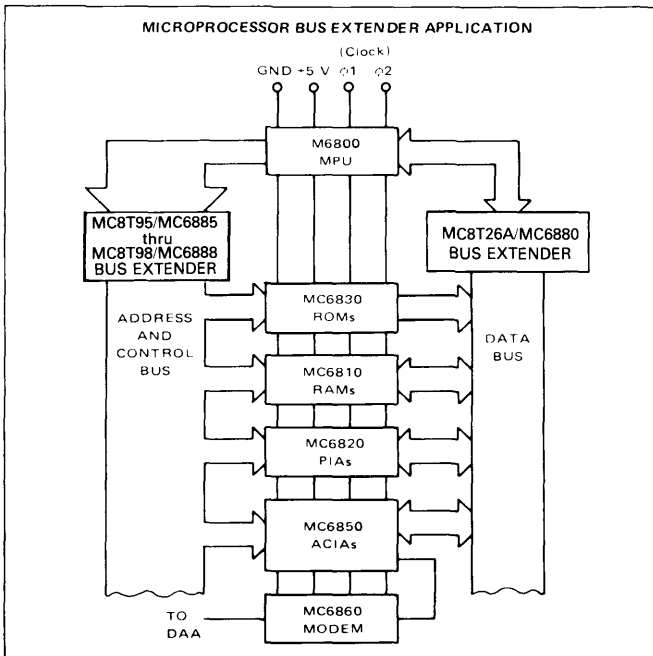 MICROPROCESSOR BUS EXTENDER APPLICATION
(Clock)
GND +5 V φ1 φ2
M6800
MPU
MC8T95/MC6885
thru
MC8T98/MC6888
BUS EXTENDER
MC8T26A/MC6880
BUS EXTENDER
ADDRESS
AND
CONTROL
BUS
MC6830
ROMs
DATA
BUS
MC6810
RAMs
MC6820
PIAs
MC6850
ACIAs
TO
DAA
MC6860
MODEM